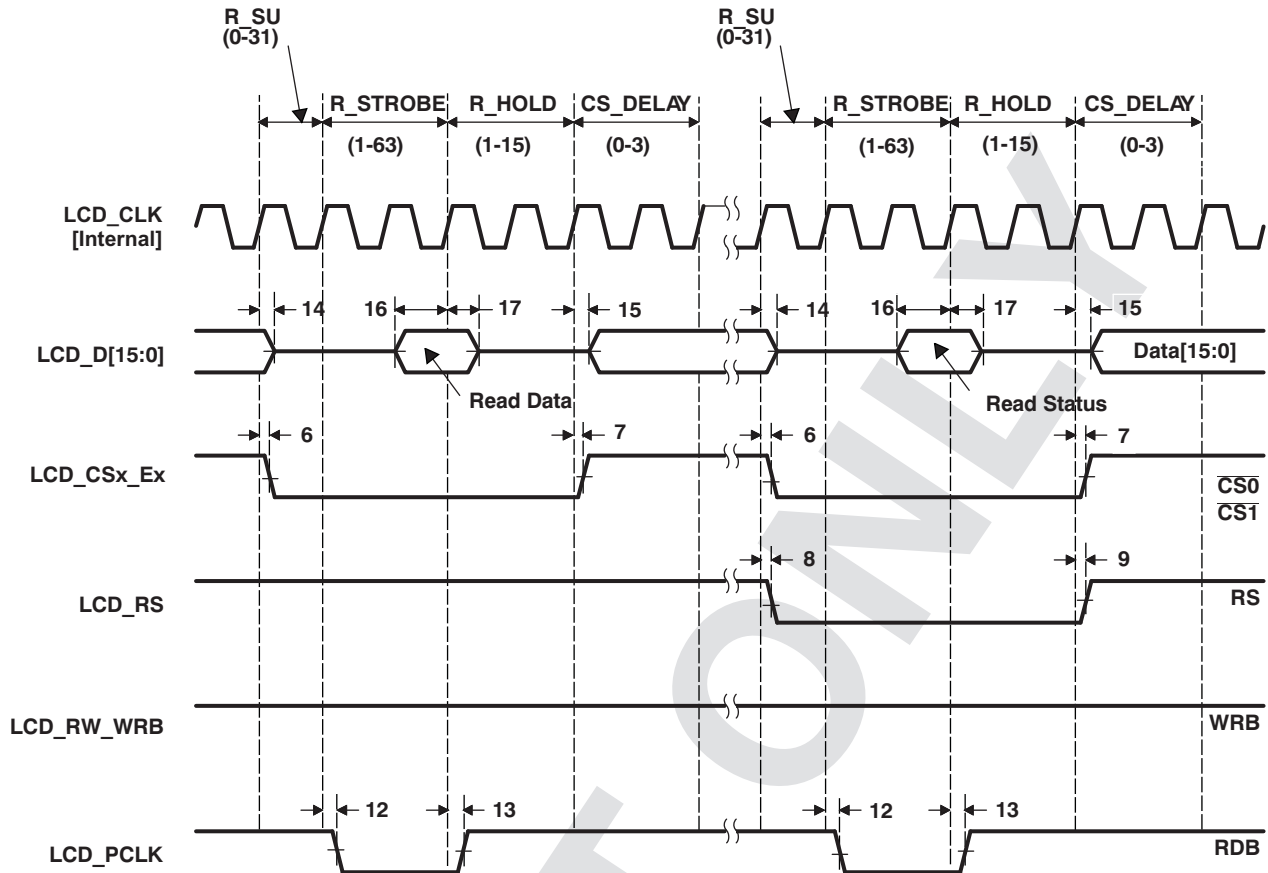 R_SU
(0-31)
R_SU
(0-31)
R_STROBE R_HOLD CS_DELAY
R_STROBE R_HOLD CS_DELAY
(1-63) (1-15) (0-3)
(1-63) (1-15) (0-3)
LCD_CLK
[Internal]
14 16 17 15 14 16 17 15
LCD_D[15:0]
Data[15:0]
Read Data
Read Status
6 7 6 7
LCD_CSx_Ex
CS0
CS1
8 9
LCD_RS
RS
LCD_RW_WRB
WRB
12 13 12 13
LCD_PCLK
RDB
T ONLY